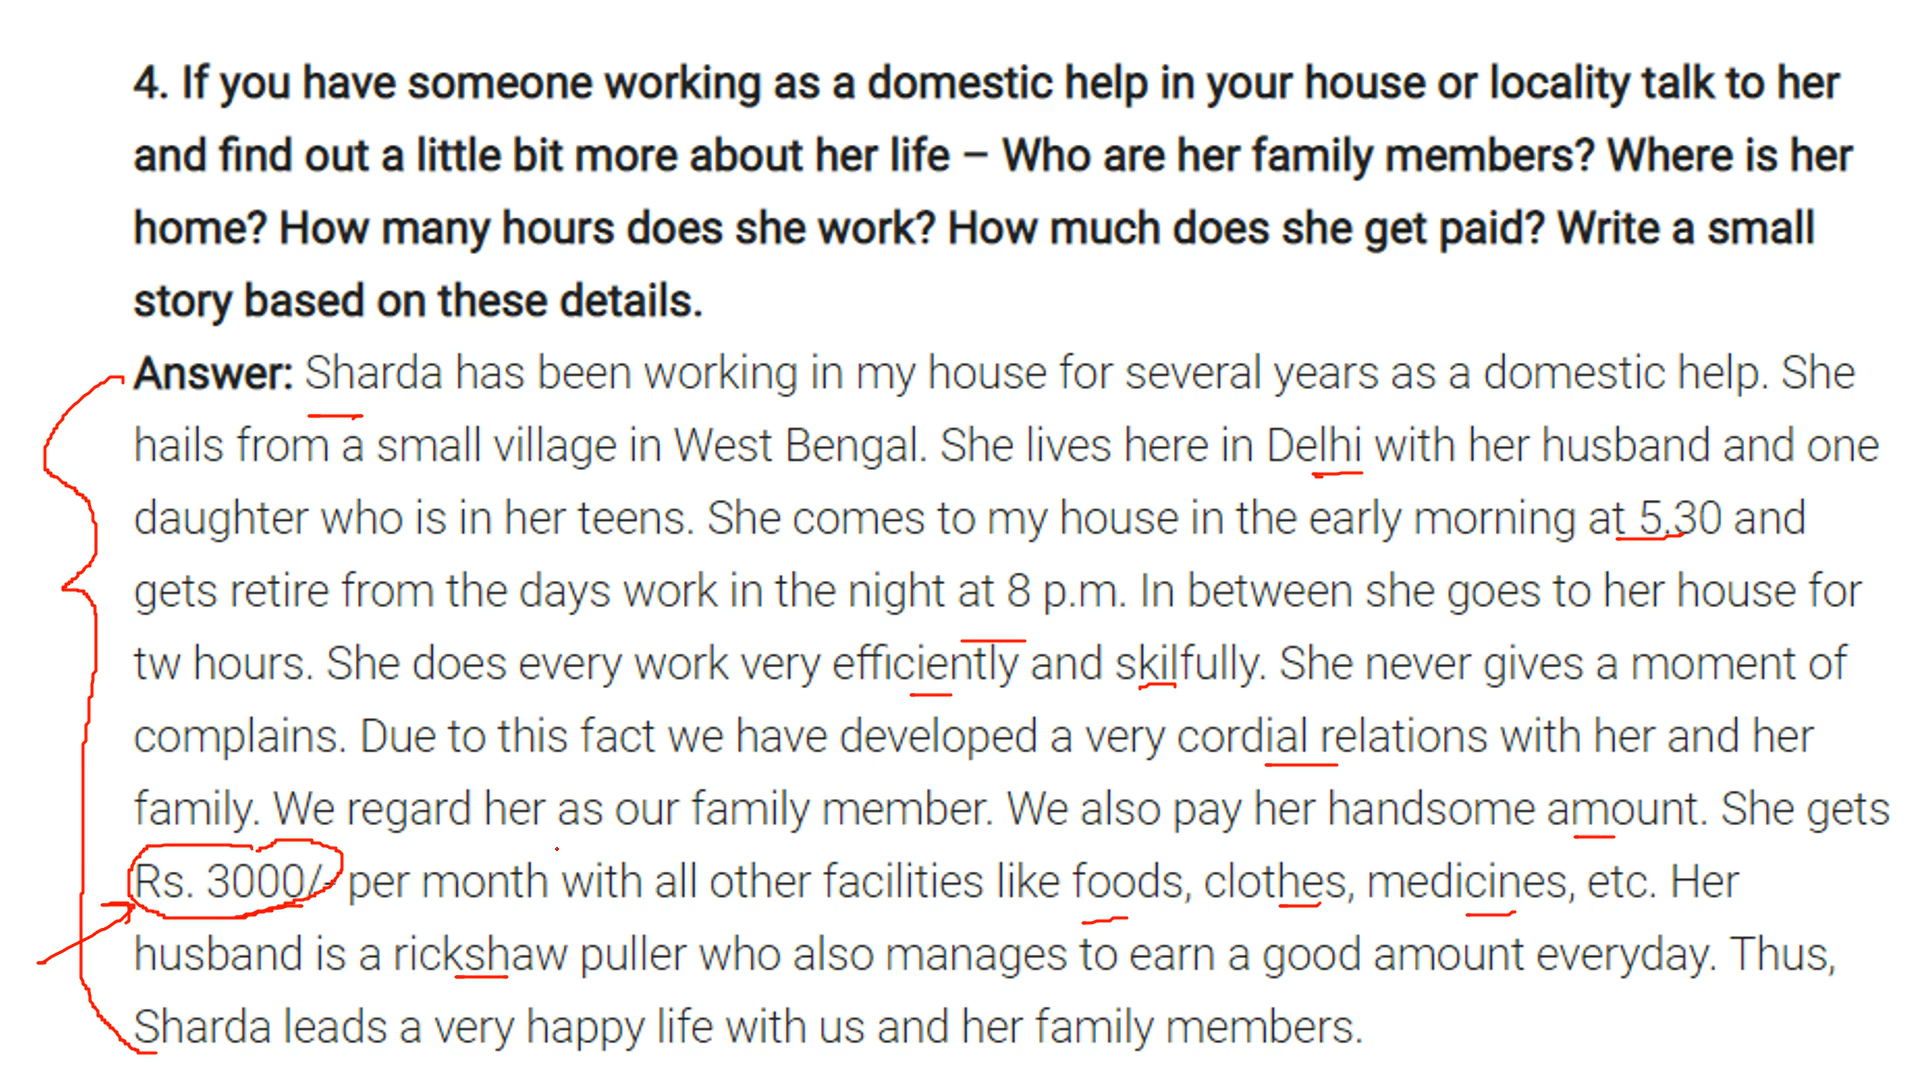 4. If you have someone working as a domestic help in your house or locality talk to her
and find out a little bit more about her life – Who are her family members? Where is her
home? How many hours does she work? How much does she get paid? Write a small
story based on these details.
Answer: Sharda has been working in my house for several years as a domestic help. She
hails from a small village in West Bengal. She lives here in Delhi with her husband and one
daughter who is in her teens. She comes to my house in the early morning at 5.30 and
gets retire from the days work in the night at 8 p.m. In between she goes to her house for
tw hours. She does every work very efficiently and skilfully. She never gives a moment of
complains. Due to this fact we have developed a very cordial relations with her and her
family. We regard her as our family member. We also pay her handsome amount. She gets
Rs. 3000/- per month with all other facilities like foods, clothes, medicines, etc. Her
husband is a rickshaw puller who also manages to earn a good amount everyday. Thus,
Sharda leads a very happy life with us and her family members.